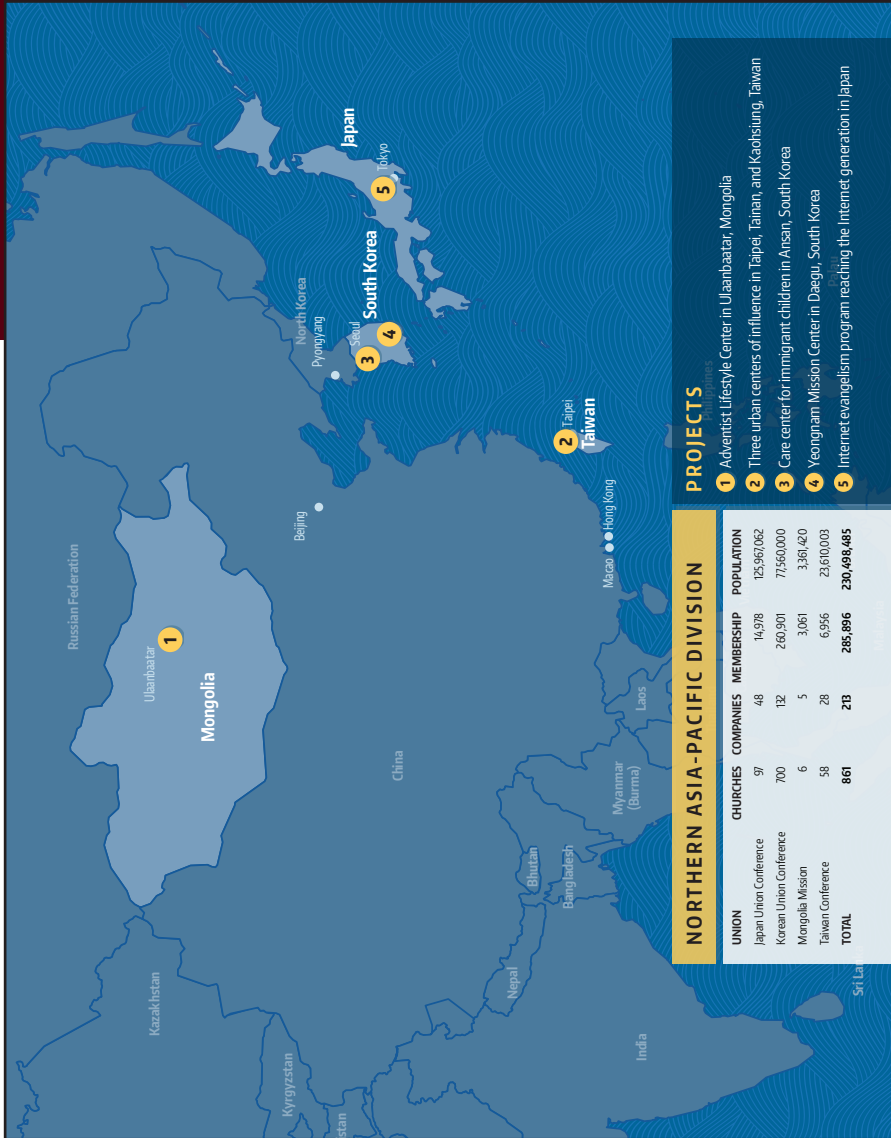 Russian Federation
Kazakhstan
Kyrgyzstan
stan
Ulaanbaatar
1
Mongolia
China
Beijing
North Korea
Pyongyang
Seoul
3
South Korea
4
Japan
5
Tokyo
Nepal
Bhutan
Bangladesh
India
Myanmar
(Burma)
Laos
Macao
Hong Kong
2
Taipei
Taiwan
Philippines
Palau
Sri Lan
NORTHERN ASIA-PACIFIC DIVISION
UNION CHURCHES COMPANIES MEMBERSHIP POPULATION
Japan Union Conference 97 48 14,978 125,967,062
Korean Union Conference 700 132 260,901 77,560,000
Mongolia Mission 6 5 3,061 3,361,420
Taiwan Conference 58 28 6,956 23,610,003
TOTAL 861 213 285,896 230,498,485
PROJECTS
1 Adventist Lifestyle Center in Ulaanbaatar, Mongolia
2 Three urban centers of influence in Taipei, Tainan, and Kaohsiung, Taiwan
3 Care center for immigrant children in Ansan, South Korea
4 Yeongnam Mission Center in Daegu, South Korea
5 Internet evangelism program reaching the Internet generation in Japan